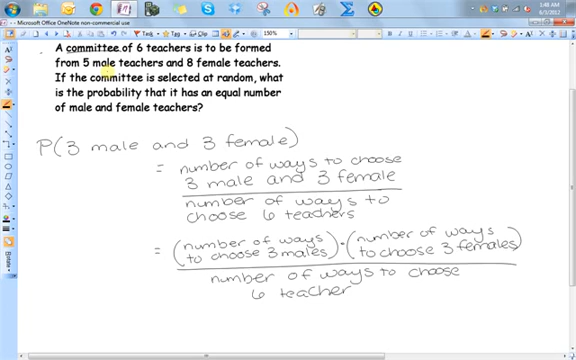 Microsoft Office OneNote
1:48 AM
6/3/2012
150%
A committee of 6 teachers is to be formed
from 5 male teachers and 8 female teachers.
If the committee is selected at random, what
is the probability that it has an equal number
of male and female teachers?
P(3 male and 3 female)
= number of ways to choose
3 male and 3 female
number of ways to
choose 6 teachers
= (number of ways to choose 3 males) · (number of ways to choose 3 females)
number of ways to choose
6 teacher